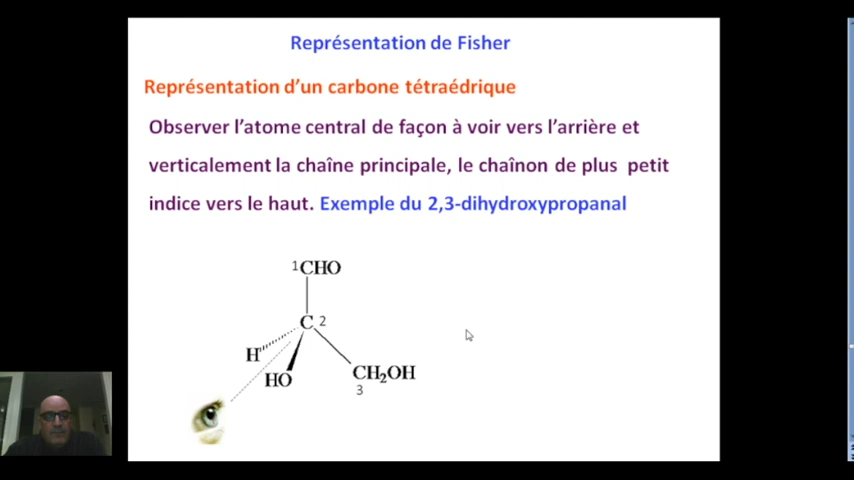 Représentation de Fisher
Représentation d'un carbone tétraédrique
Observer l'atome central de façon à voir vers l'arrière et
verticalement la chaîne principale, le chaînon de plus petit
indice vers le haut. Exemple du 2,3-dihydroxypropanal
1CHO
C 2
H
HO
CH₂OH
3